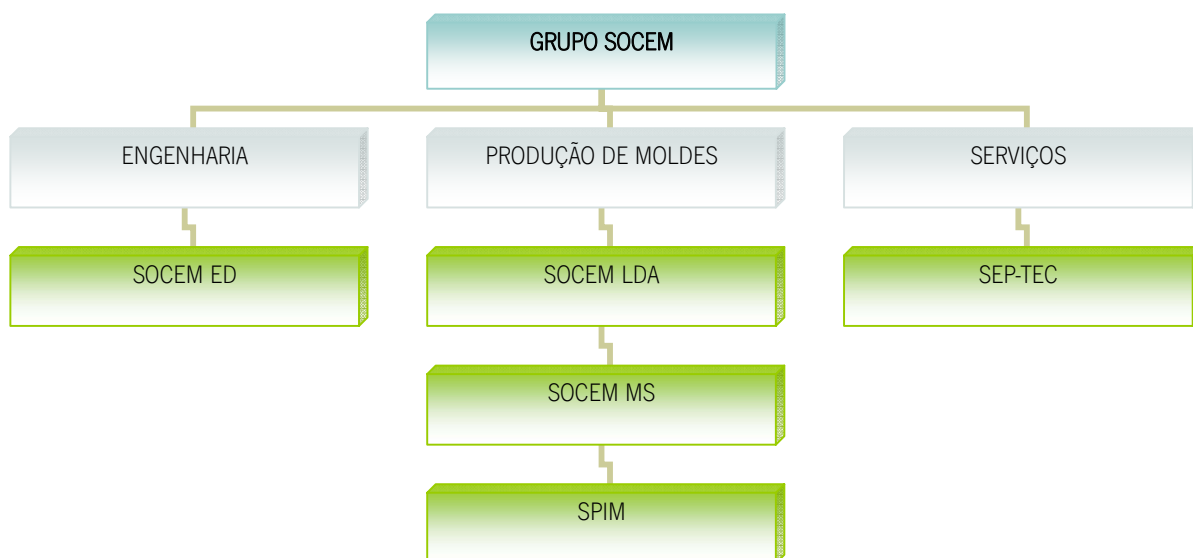 GRUPO SOCEM
ENGENHARIA
PRODUÇÃO DE MOLDES
SERVIÇOS
SOCEM ED
SOCEM LDA
SEP-TEC
SOCEM MS
SPIM